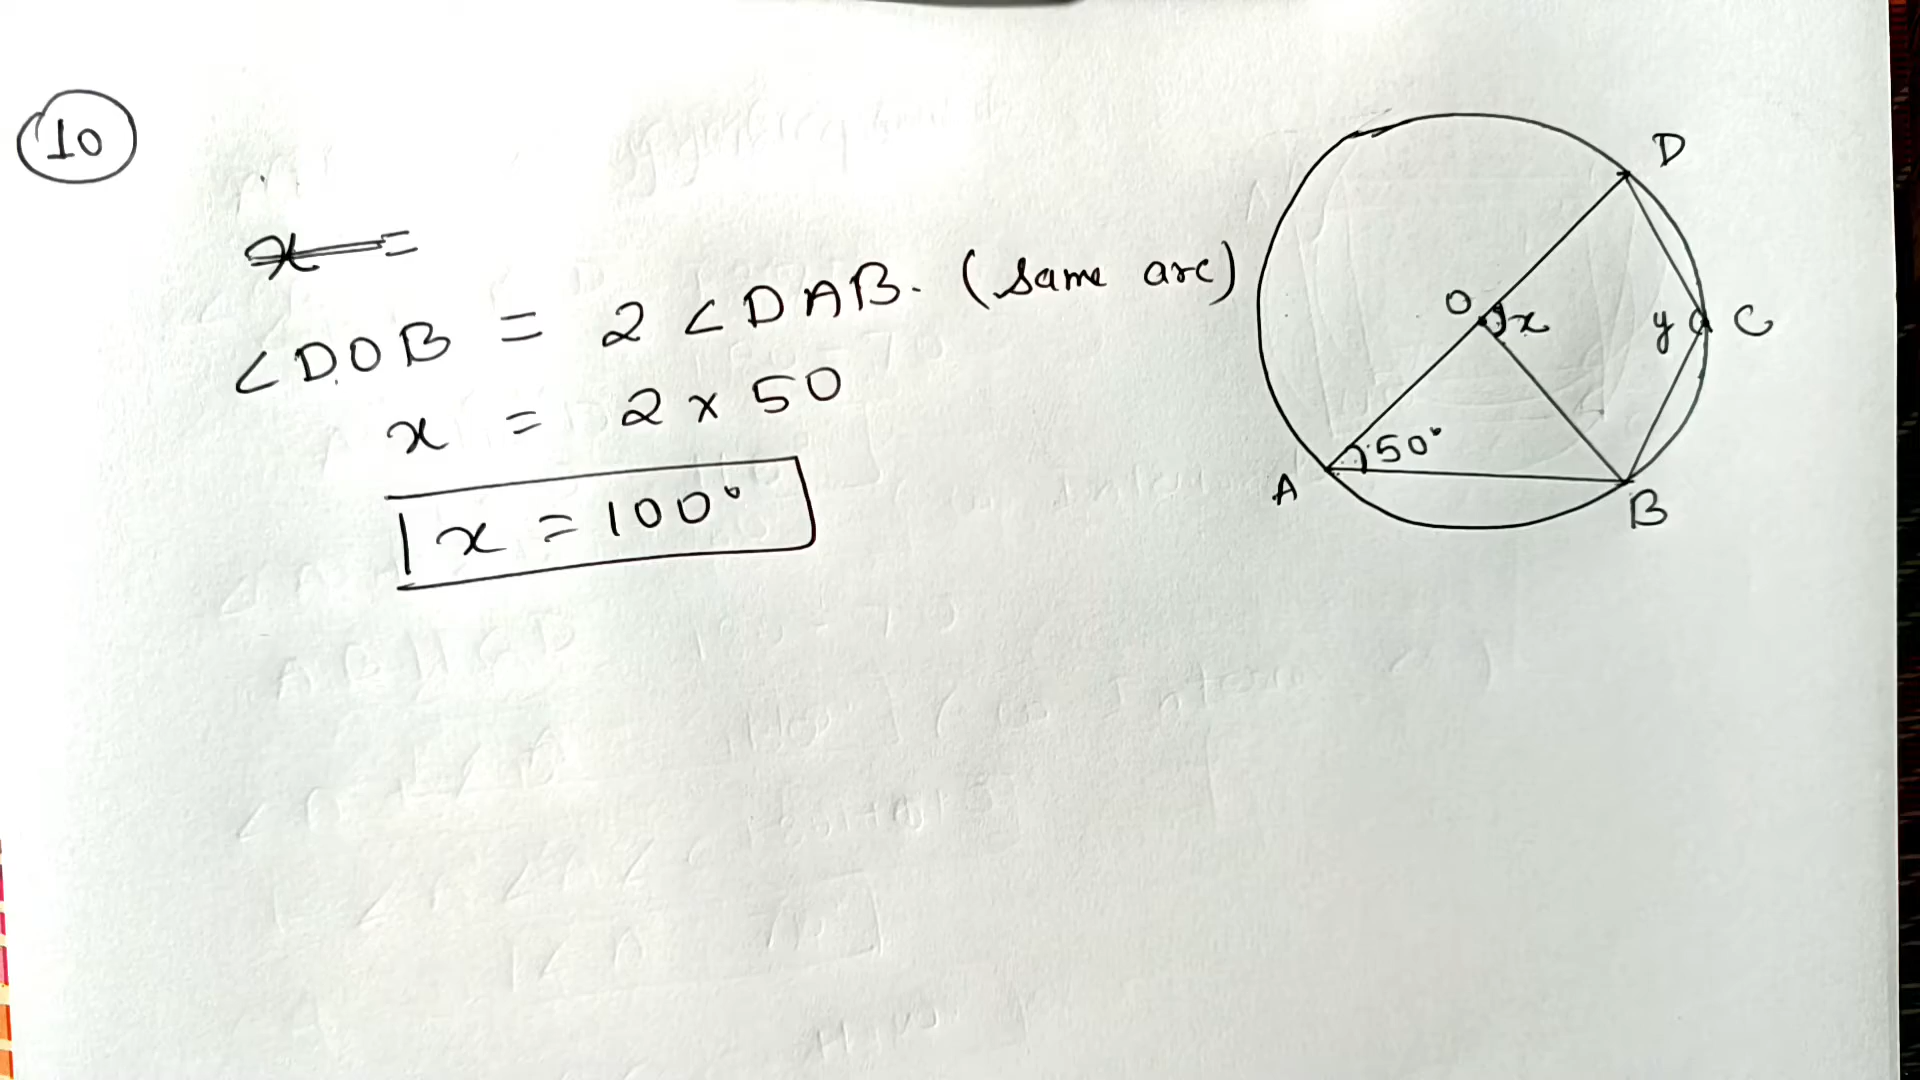 10
x =
∠DOB = 2 ∠DAB. (same arc)
x = 2 × 50
x = 100°
D
O x
y C
50°
A
B